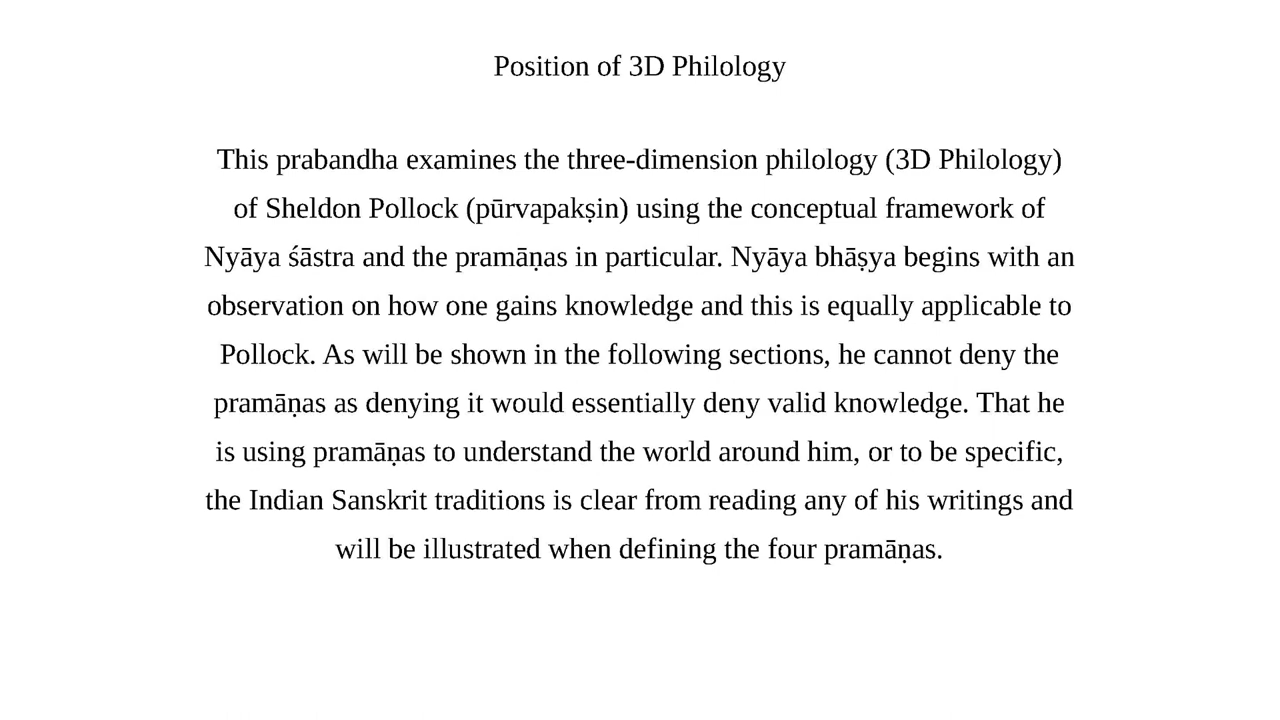 Position of 3D Philology
This prabandha examines the three-dimension philology (3D Philology)
of Sheldon Pollock (pūrvapakṣin) using the conceptual framework of
Nyāya śāstra and the pramāṇas in particular. Nyāya bhāṣya begins with an
observation on how one gains knowledge and this is equally applicable to
Pollock. As will be shown in the following sections, he cannot deny the
pramāṇas as denying it would essentially deny valid knowledge. That he
is using pramāṇas to understand the world around him, or to be specific,
the Indian Sanskrit traditions is clear from reading any of his writings and
will be illustrated when defining the four pramāṇas.